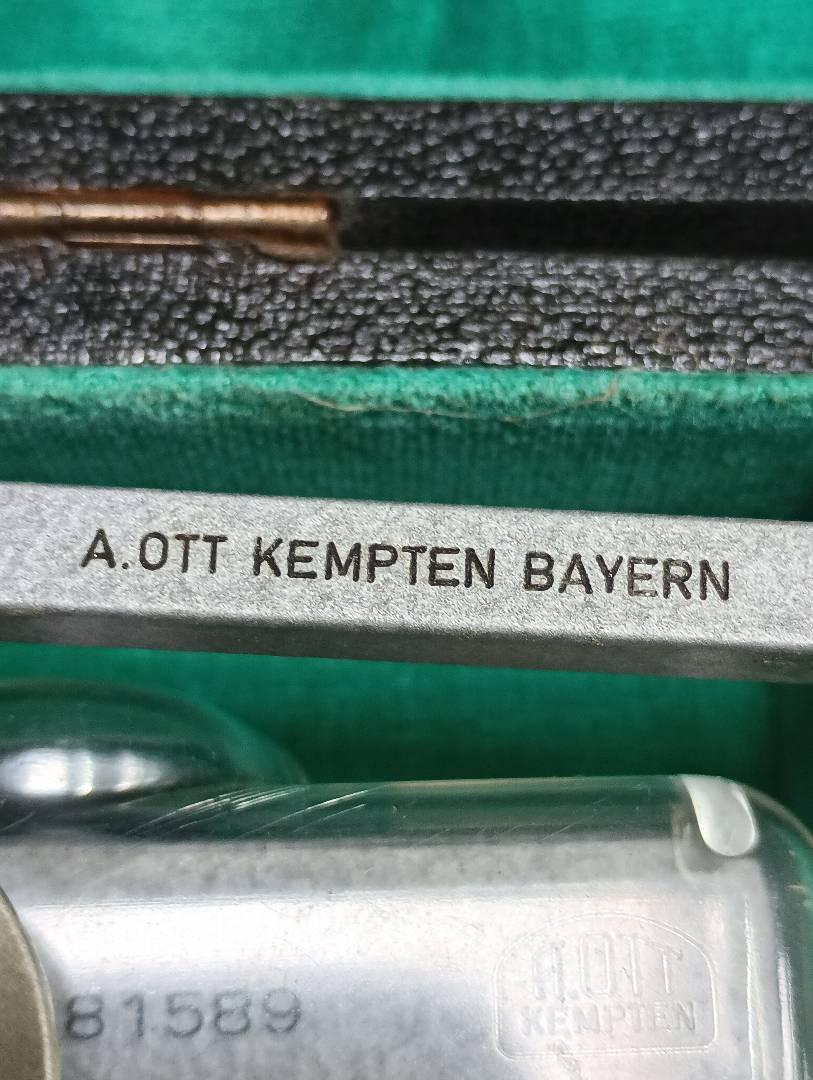 A.OTT KEMPTEN BAYERN
81589
A.OTT
KEMPTEN